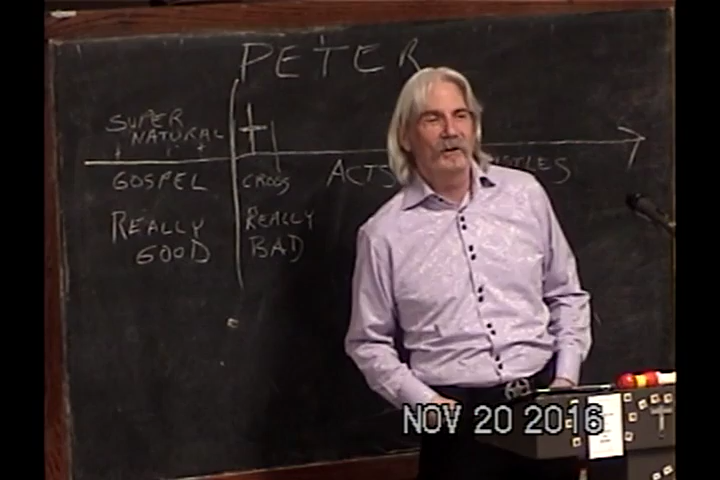 PETER
SUPER
NATURAL
GOSPEL CROSS ACTS
REALLY REALLY
GOOD BAD
NOV 20 2016